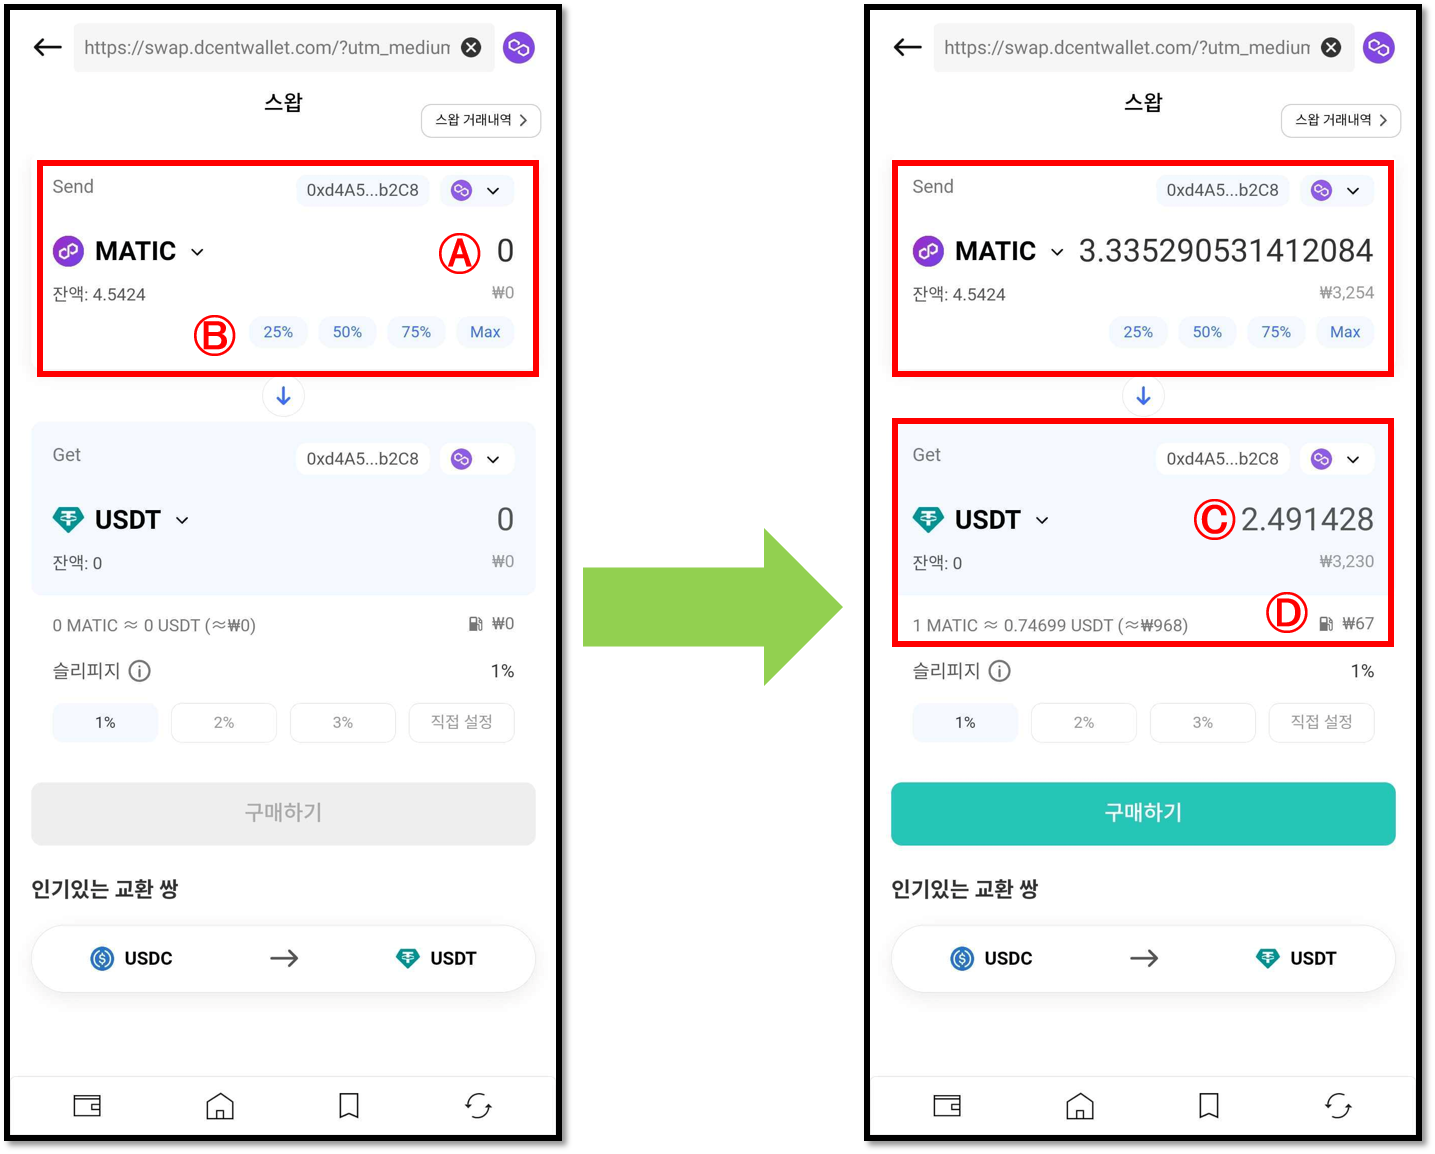 https://swap.dcentwallet.com/?utm_medium
스왑
스왑 거래내역 >
Send
0xd4A5...b2C8
MATIC
Ⓐ 0
잔액: 4.5424
₩0
Ⓑ 25% 50% 75% Max
Get
0xd4A5...b2C8
USDT
0
잔액: 0
₩0
0 MATIC ≈ 0 USDT (≈₩0)
₩0
슬리피지
1%
1% 2% 3% 직접 설정
구매하기
인기있는 교환 쌍
USDC → USDT
https://swap.dcentwallet.com/?utm_medium
스왑
스왑 거래내역 >
Send
0xd4A5...b2C8
MATIC
3.335290531412084
잔액: 4.5424
₩3,254
25% 50% 75% Max
Get
0xd4A5...b2C8
USDT
Ⓒ 2.491428
잔액: 0
₩3,230
1 MATIC ≈ 0.74699 USDT (≈₩968)
Ⓓ ₩67
슬리피지
1%
1% 2% 3% 직접 설정
구매하기
인기있는 교환 쌍
USDC → USDT